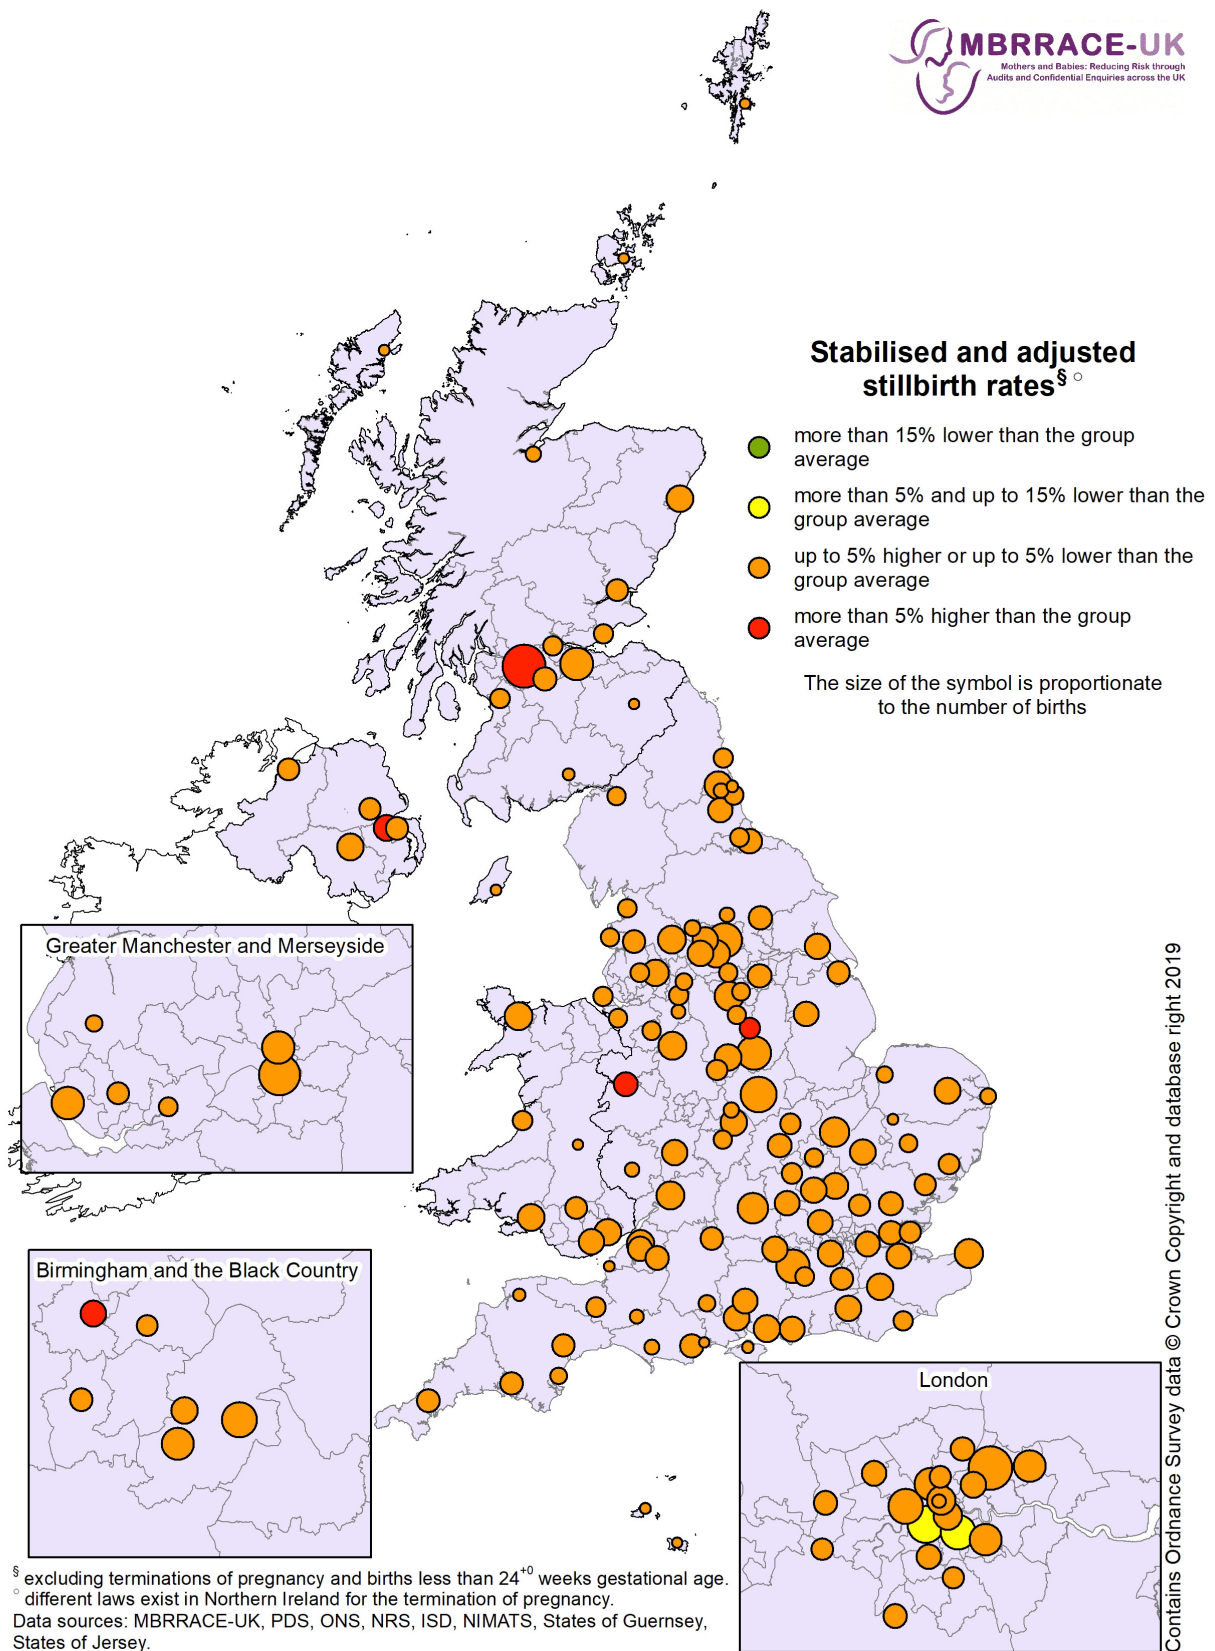 MBRRACE-UK
Mothers and Babies: Reducing Risk through
Audits and Confidential Enquiries across the UK
Stabilised and adjusted
stillbirth rates§ ○
more than 15% lower than the group
average
more than 5% and up to 15% lower than the
group average
up to 5% higher or up to 5% lower than the
group average
more than 5% higher than the group
average
The size of the symbol is proportionate
to the number of births
Greater Manchester and Merseyside
Birmingham and the Black Country
London
Contains Ordnance Survey data © Crown Copyright and database right 2019
§ excluding terminations of pregnancy and births less than 24+0 weeks gestational age.
○ different laws exist in Northern Ireland for the termination of pregnancy.
Data sources: MBRRACE-UK, PDS, ONS, NRS, ISD, NIMATS, States of Guernsey,
States of Jersey.